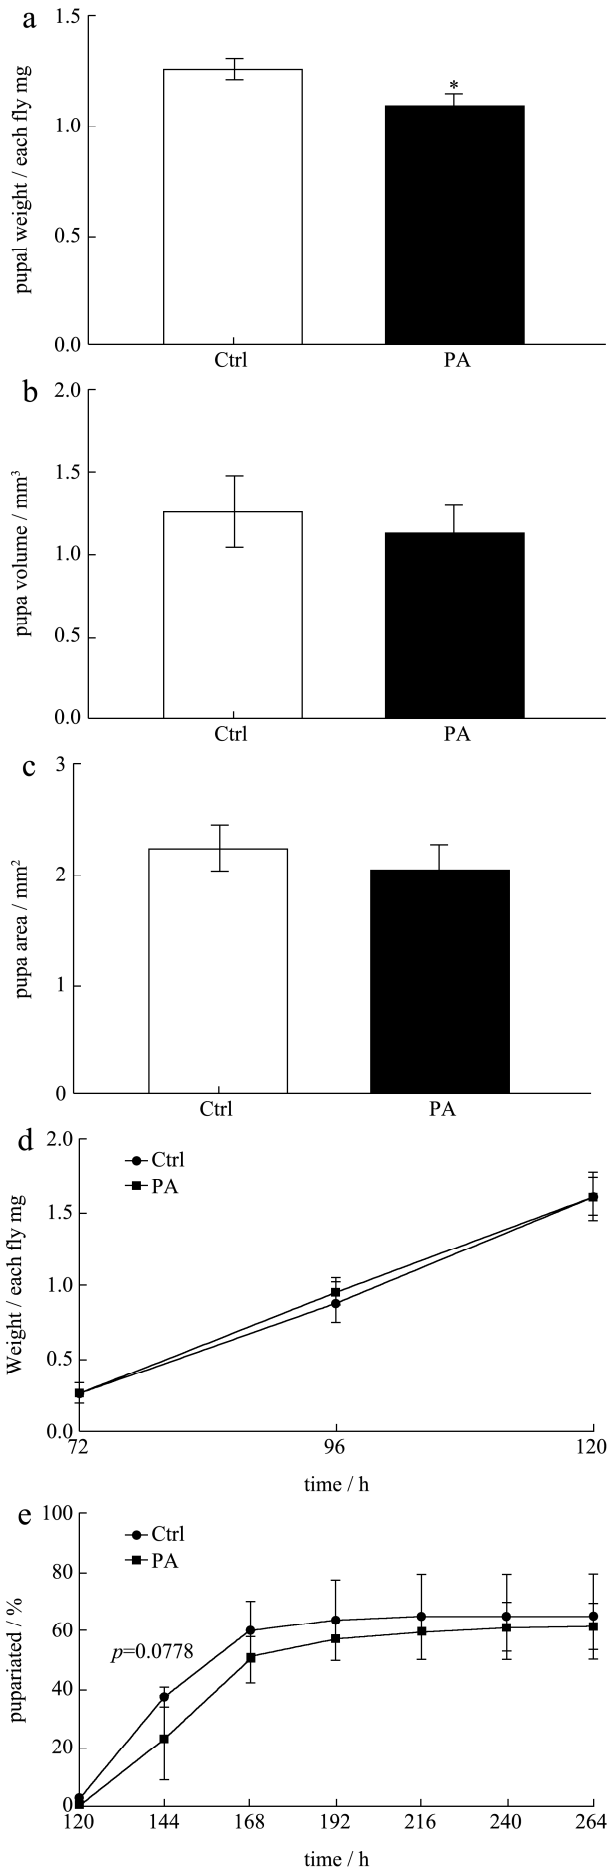 a
pupal weight / each fly mg
1.5
1.0
0.5
0.0
*
Ctrl
PA
b
pupa volume / mm³
2.0
1.5
1.0
0.5
0.0
Ctrl
PA
c
pupa area / mm²
3
2
1
0
Ctrl
PA
d
Weight / each fly mg
2.0
1.5
1.0
0.5
0.0
Ctrl
PA
72
96
120
time / h
e
pupariated / %
100
80
60
40
20
0
Ctrl
PA
p=0.0778
120
144
168
192
216
240
264
time / h